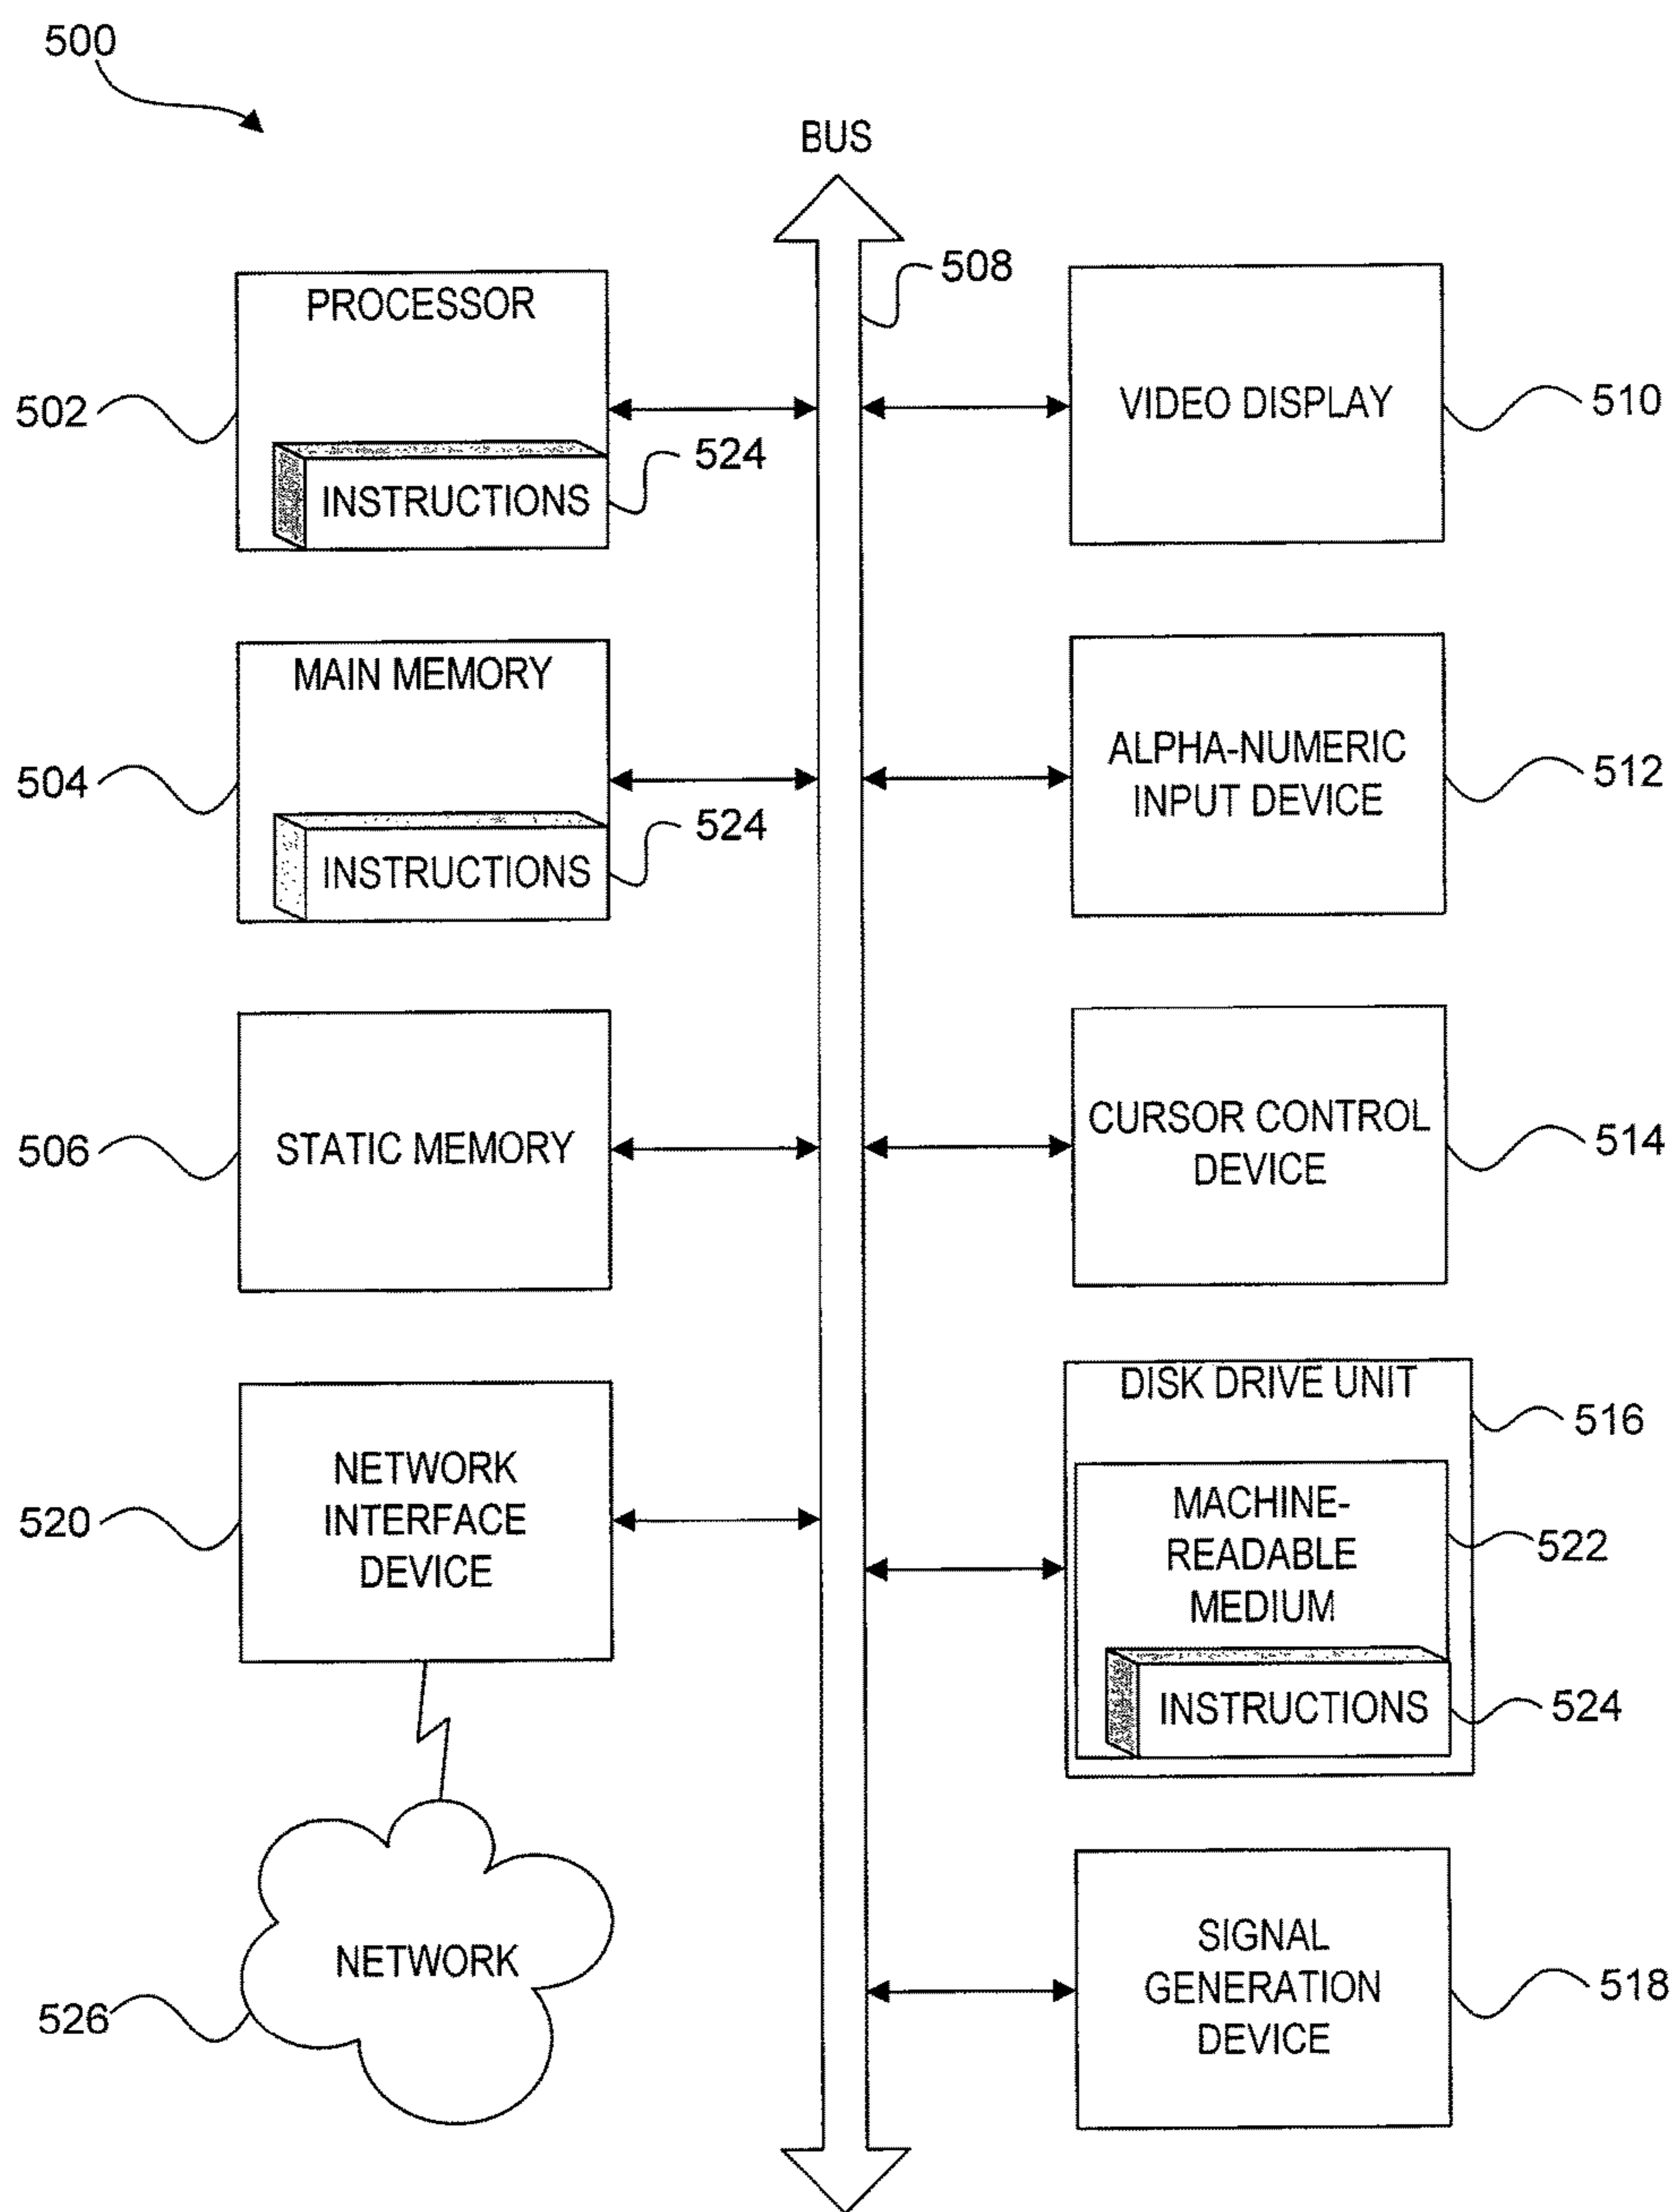 500
BUS
508
PROCESSOR
502
524
INSTRUCTIONS
VIDEO DISPLAY
510
MAIN MEMORY
504
524
INSTRUCTIONS
ALPHA-NUMERIC
INPUT DEVICE
512
506
STATIC MEMORY
CURSOR CONTROL
DEVICE
514
520
NETWORK
INTERFACE
DEVICE
DISK DRIVE UNIT
516
MACHINE-
READABLE
MEDIUM
522
INSTRUCTIONS
524
NETWORK
526
SIGNAL
GENERATION
DEVICE
518